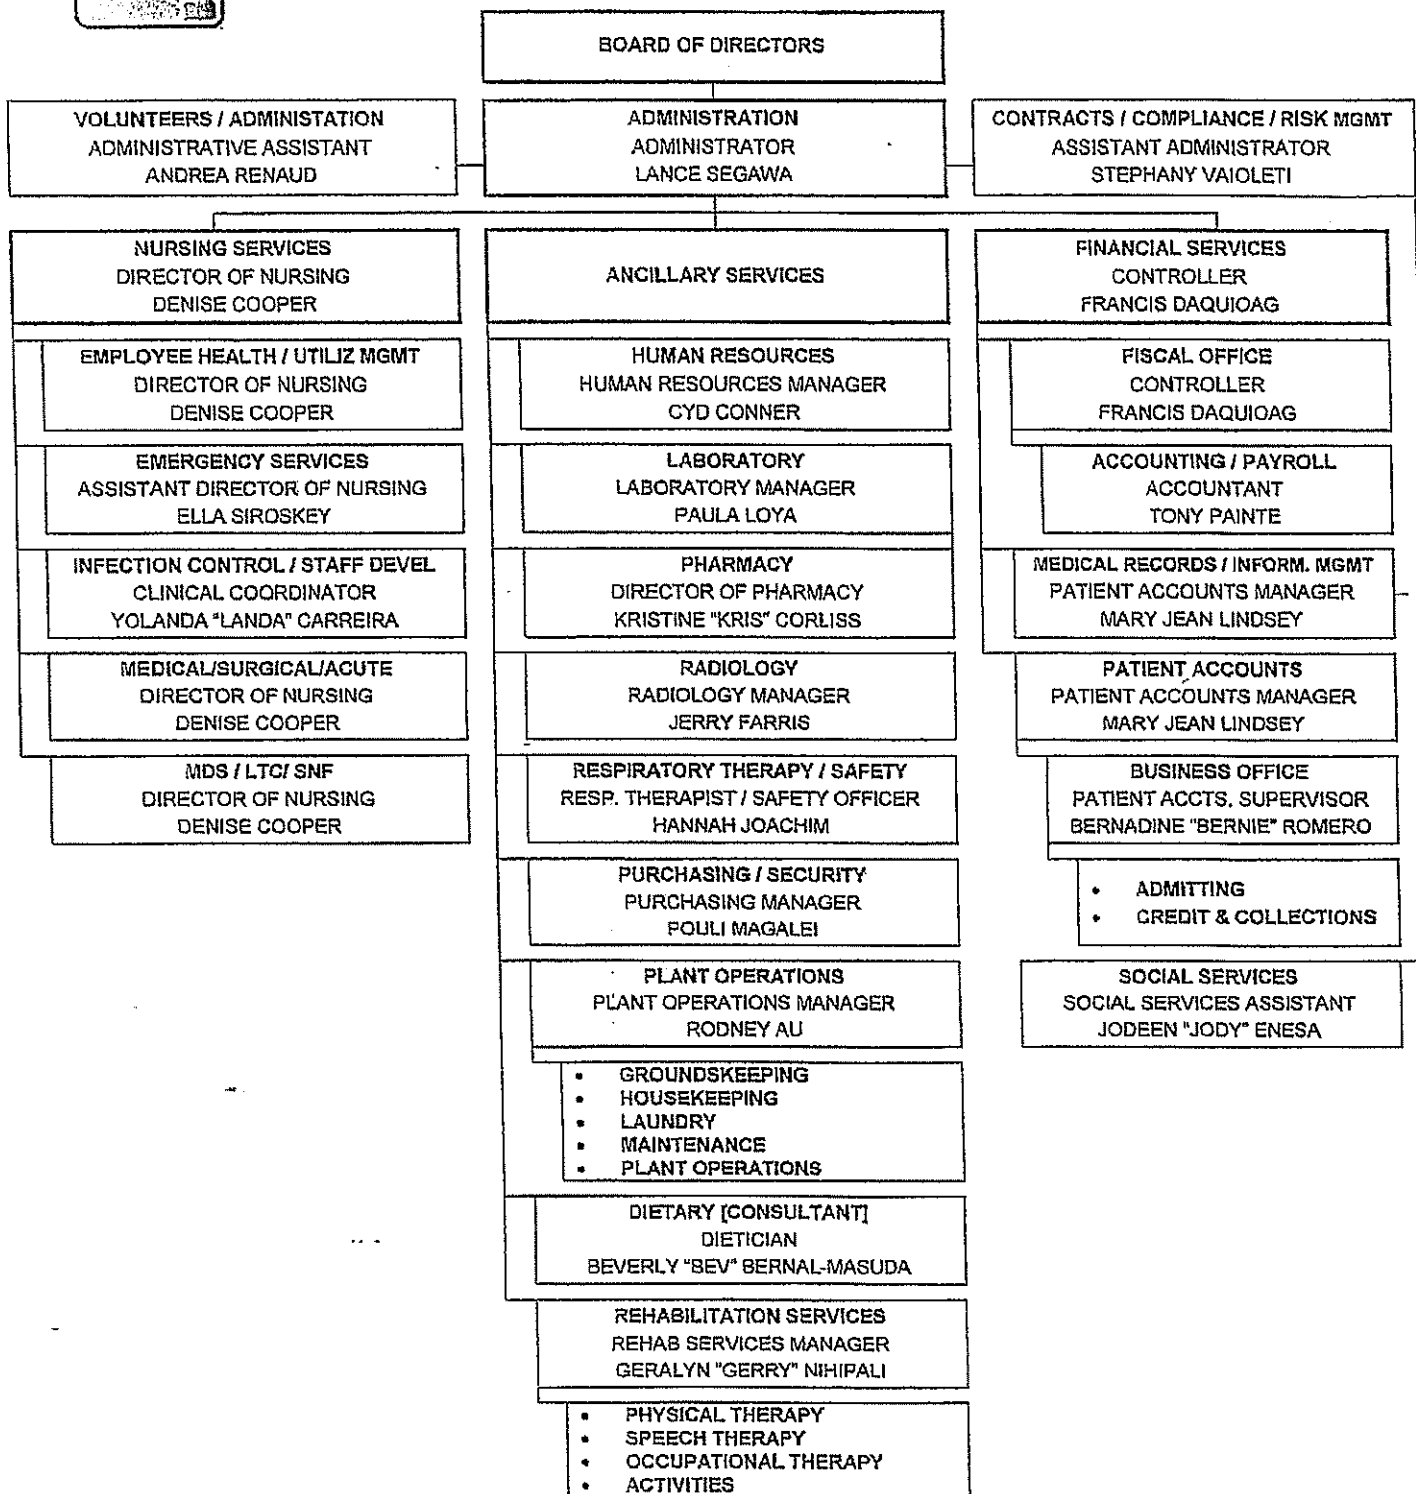 BOARD OF DIRECTORS
VOLUNTEERS / ADMINISTATION
ADMINISTRATIVE ASSISTANT
ANDREA RENAUD
ADMINISTRATION
ADMINISTRATOR
LANCE SEGAWA
CONTRACTS / COMPLIANCE / RISK MGMT
ASSISTANT ADMINISTRATOR
STEPHANY VAIOLETI
NURSING SERVICES
DIRECTOR OF NURSING
DENISE COOPER
EMPLOYEE HEALTH / UTILIZ MGMT
DIRECTOR OF NURSING
DENISE COOPER
EMERGENCY SERVICES
ASSISTANT DIRECTOR OF NURSING
ELLA SIROSKEY
INFECTION CONTROL / STAFF DEVEL
CLINICAL COORDINATOR
YOLANDA "LANDA" CARREIRA
MEDICAL/SURGICAL/ACUTE
DIRECTOR OF NURSING
DENISE COOPER
MDS / LTC/ SNF
DIRECTOR OF NURSING
DENISE COOPER
ANCILLARY SERVICES
HUMAN RESOURCES
HUMAN RESOURCES MANAGER
CYD CONNER
LABORATORY
LABORATORY MANAGER
PAULA LOYA
PHARMACY
DIRECTOR OF PHARMACY
KRISTINE "KRIS" CORLISS
RADIOLOGY
RADIOLOGY MANAGER
JERRY FARRIS
RESPIRATORY THERAPY / SAFETY
RESP. THERAPIST / SAFETY OFFICER
HANNAH JOACHIM
PURCHASING / SECURITY
PURCHASING MANAGER
POULI MAGALEI
PLANT OPERATIONS
PLANT OPERATIONS MANAGER
RODNEY AU
• GROUNDSKEEPING
• HOUSEKEEPING
• LAUNDRY
• MAINTENANCE
• PLANT OPERATIONS
DIETARY [CONSULTANT]
DIETICIAN
BEVERLY "BEV" BERNAL-MASUDA
REHABILITATION SERVICES
REHAB SERVICES MANAGER
GERALYN "GERRY" NIHIPALI
• PHYSICAL THERAPY
• SPEECH THERAPY
• OCCUPATIONAL THERAPY
• ACTIVITIES
FINANCIAL SERVICES
CONTROLLER
FRANCIS DAQUIOAG
FISCAL OFFICE
CONTROLLER
FRANCIS DAQUIOAG
ACCOUNTING / PAYROLL
ACCOUNTANT
TONY PAINTE
MEDICAL RECORDS / INFORM. MGMT
PATIENT ACCOUNTS MANAGER
MARY JEAN LINDSEY
PATIENT ACCOUNTS
PATIENT ACCOUNTS MANAGER
MARY JEAN LINDSEY
BUSINESS OFFICE
PATIENT ACCTS. SUPERVISOR
BERNADINE "BERNIE" ROMERO
• ADMITTING
• CREDIT & COLLECTIONS
SOCIAL SERVICES
SOCIAL SERVICES ASSISTANT
JODEEN "JODY" ENESA